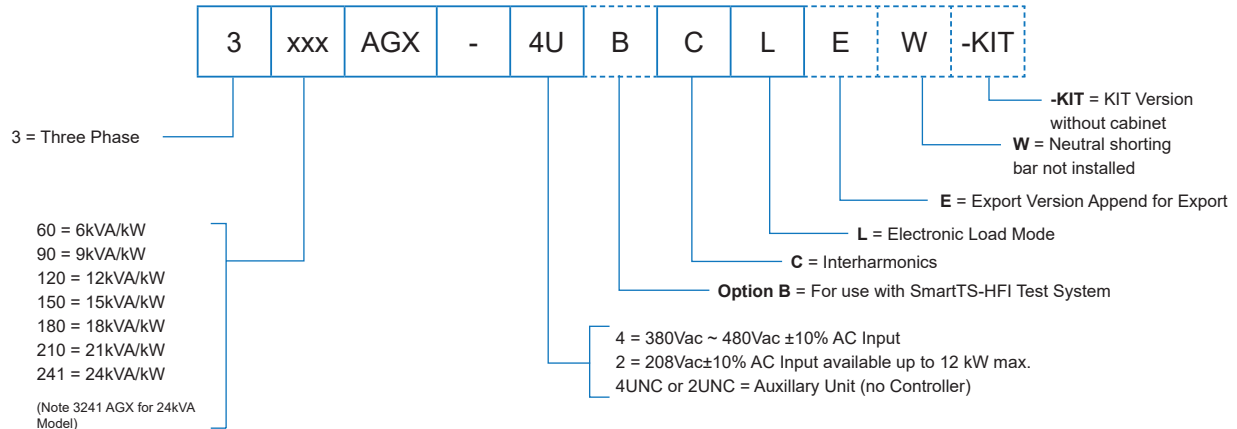 3 xxx AGX - 4U B C L E W -KIT
-KIT = KIT Version
without cabinet
W = Neutral shorting
bar not installed
E = Export Version Append for Export
L = Electronic Load Mode
C = Interharmonics
Option B = For use with SmartTS-HFI Test System
4 = 380Vac ~ 480Vac ±10% AC Input
2 = 208Vac±10% AC Input available up to 12 kW max.
4UNC or 2UNC = Auxillary Unit (no Controller)
3 = Three Phase
60 = 6kVA/kW
90 = 9kVA/kW
120 = 12kVA/kW
150 = 15kVA/kW
180 = 18kVA/kW
210 = 21kVA/kW
241 = 24kVA/kW
(Note 3241 AGX for 24kVA
Model)